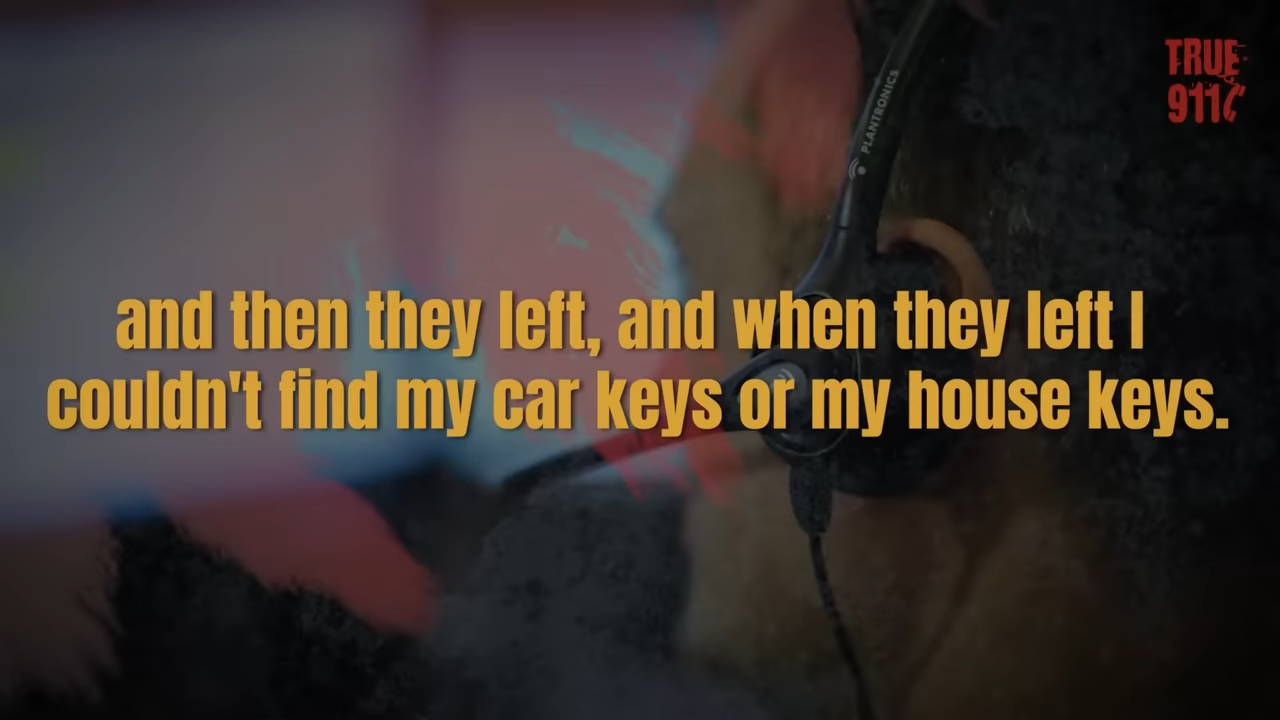 TRUE
911
PLANTRONICS
and then they left, and when they left I
couldn't find my car keys or my house keys.